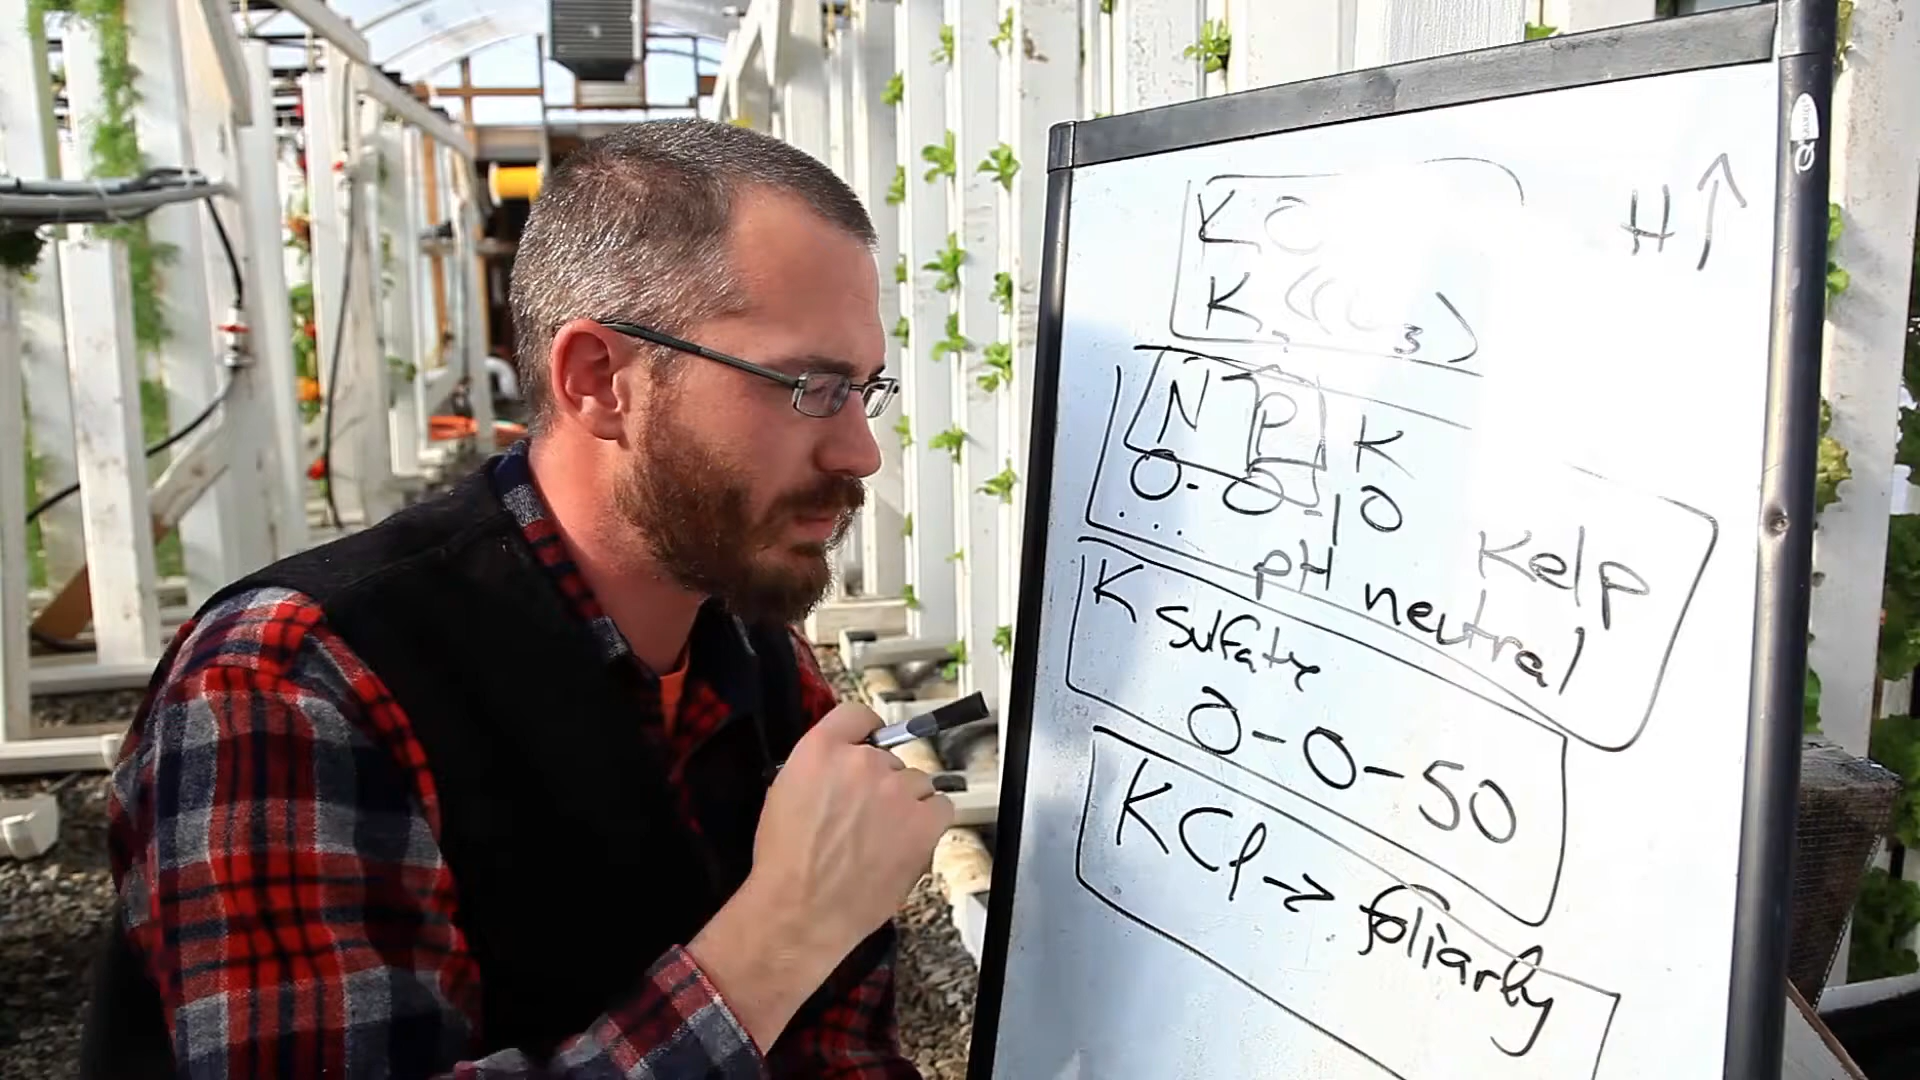 H↑
N P K
0-0-10
Kelp
pH neutral
K sulfate
0-0-50
KCl → foliarly